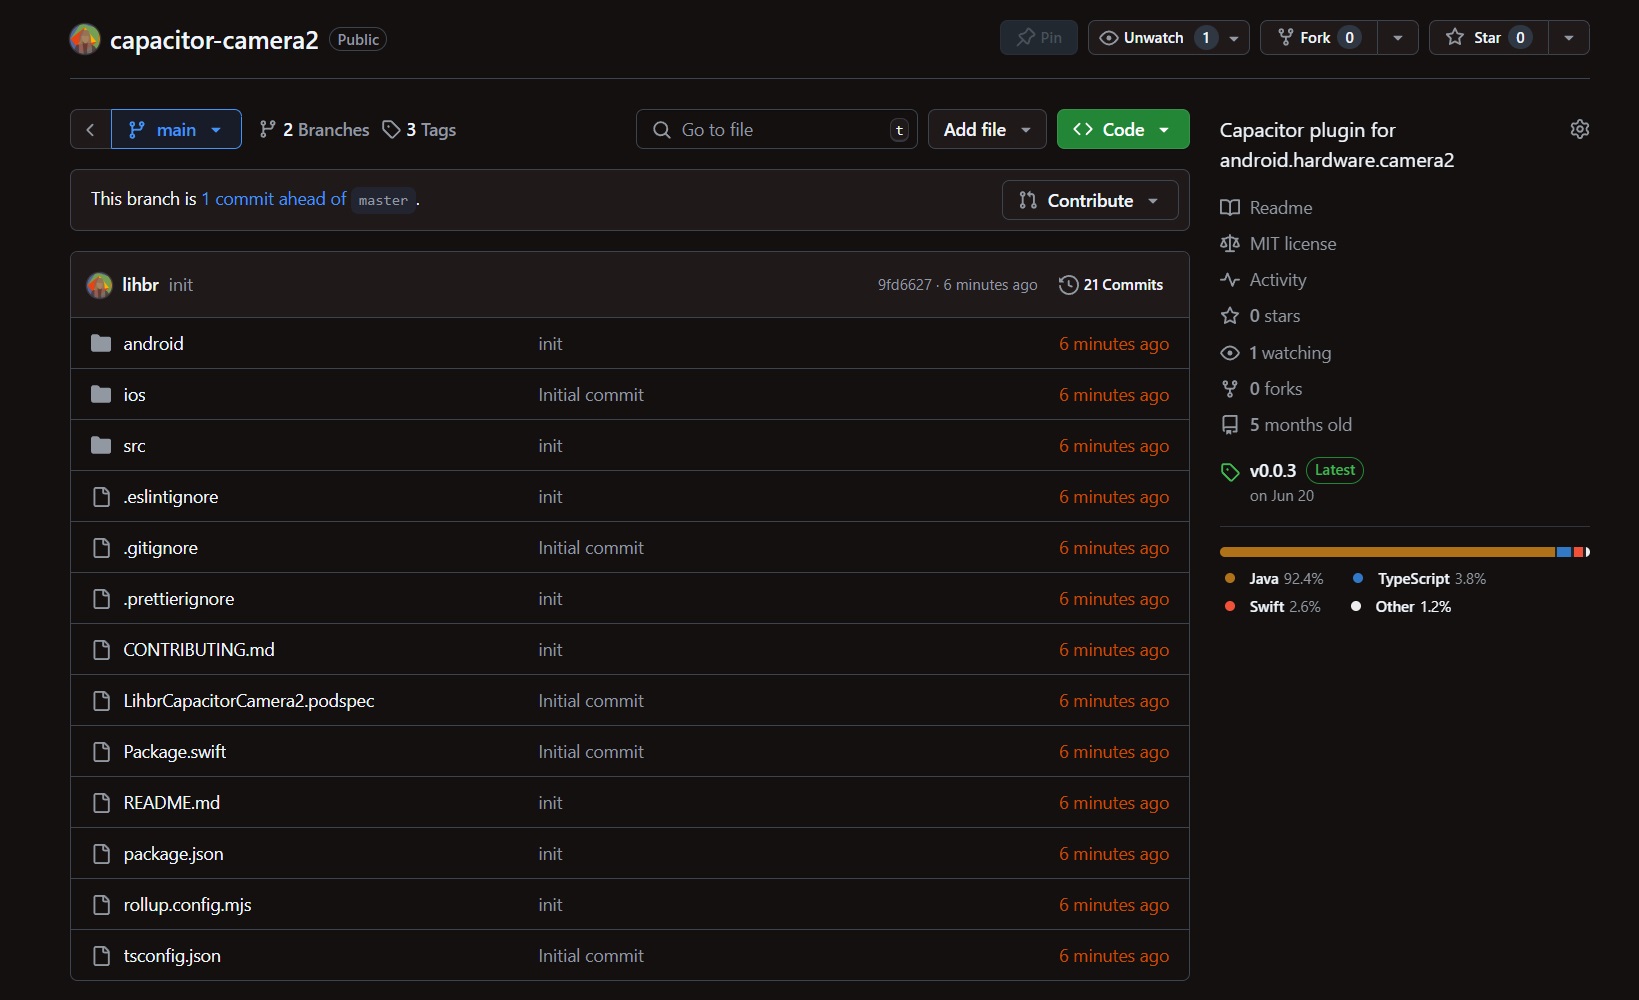 capacitor-camera2 Public
Pin Unwatch 1 Fork 0 Star 0
main 2 Branches 3 Tags Go to file t Add file Code
This branch is 1 commit ahead of master. Contribute
lihbr init 9fd6627 · 6 minutes ago 21 Commits
android init 6 minutes ago
ios Initial commit 6 minutes ago
src init 6 minutes ago
.eslintignore init 6 minutes ago
.gitignore Initial commit 6 minutes ago
.prettierignore init 6 minutes ago
CONTRIBUTING.md init 6 minutes ago
LihbrCapacitorCamera2.podspec Initial commit 6 minutes ago
Package.swift Initial commit 6 minutes ago
README.md init 6 minutes ago
package.json init 6 minutes ago
rollup.config.mjs init 6 minutes ago
tsconfig.json Initial commit 6 minutes ago
Capacitor plugin for
android.hardware.camera2
Readme
MIT license
Activity
0 stars
1 watching
0 forks
5 months old
v0.0.3 Latest
on Jun 20
Java 92.4% TypeScript 3.8%
Swift 2.6% Other 1.2%